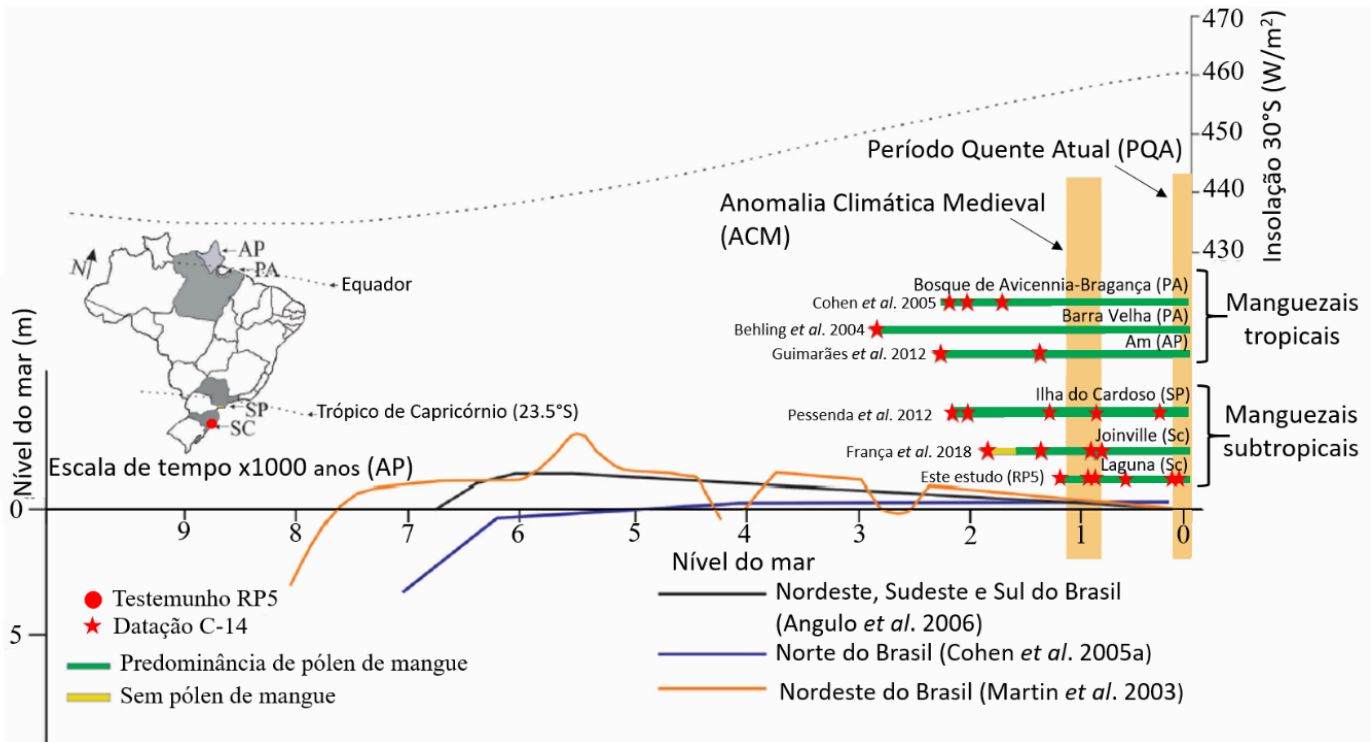 470
460
450
440
430
Insolação 30°S (W/m²)
Período Quente Atual (PQA)
Anomalia Climática Medieval
(ACM)
N
AP
PA
Equador
SP
SC
Trópico de Capricórnio (23.5°S)
Bosque de Avicennia-Bragança (PA)
Cohen et al. 2005
Barra Velha (PA)
Behling et al. 2004
Am (AP)
Guimarães et al. 2012
Manguezais
tropicais
Ilha do Cardoso (SP)
Pessenda et al. 2012
Joinville (Sc)
França et al. 2018
Laguna (Sc)
Este estudo (RP5)
Manguezais
subtropicais
Nível do mar (m)
Escala de tempo x1000 anos (AP)
0
5
9 8 7 6 5 4 3 2 1 0
Testemunho RP5
Datação C-14
Predominância de pólen de mangue
Sem pólen de mangue
Nível do mar
Nordeste, Sudeste e Sul do Brasil
(Angulo et al. 2006)
Norte do Brasil (Cohen et al. 2005a)
Nordeste do Brasil (Martin et al. 2003)